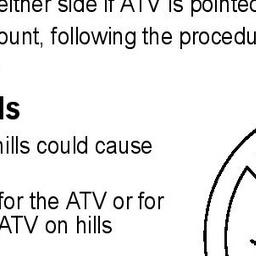 either side if ATV is pointed
ount, following the procedu
ls
hills could cause
for the ATV or for
ATV on hills